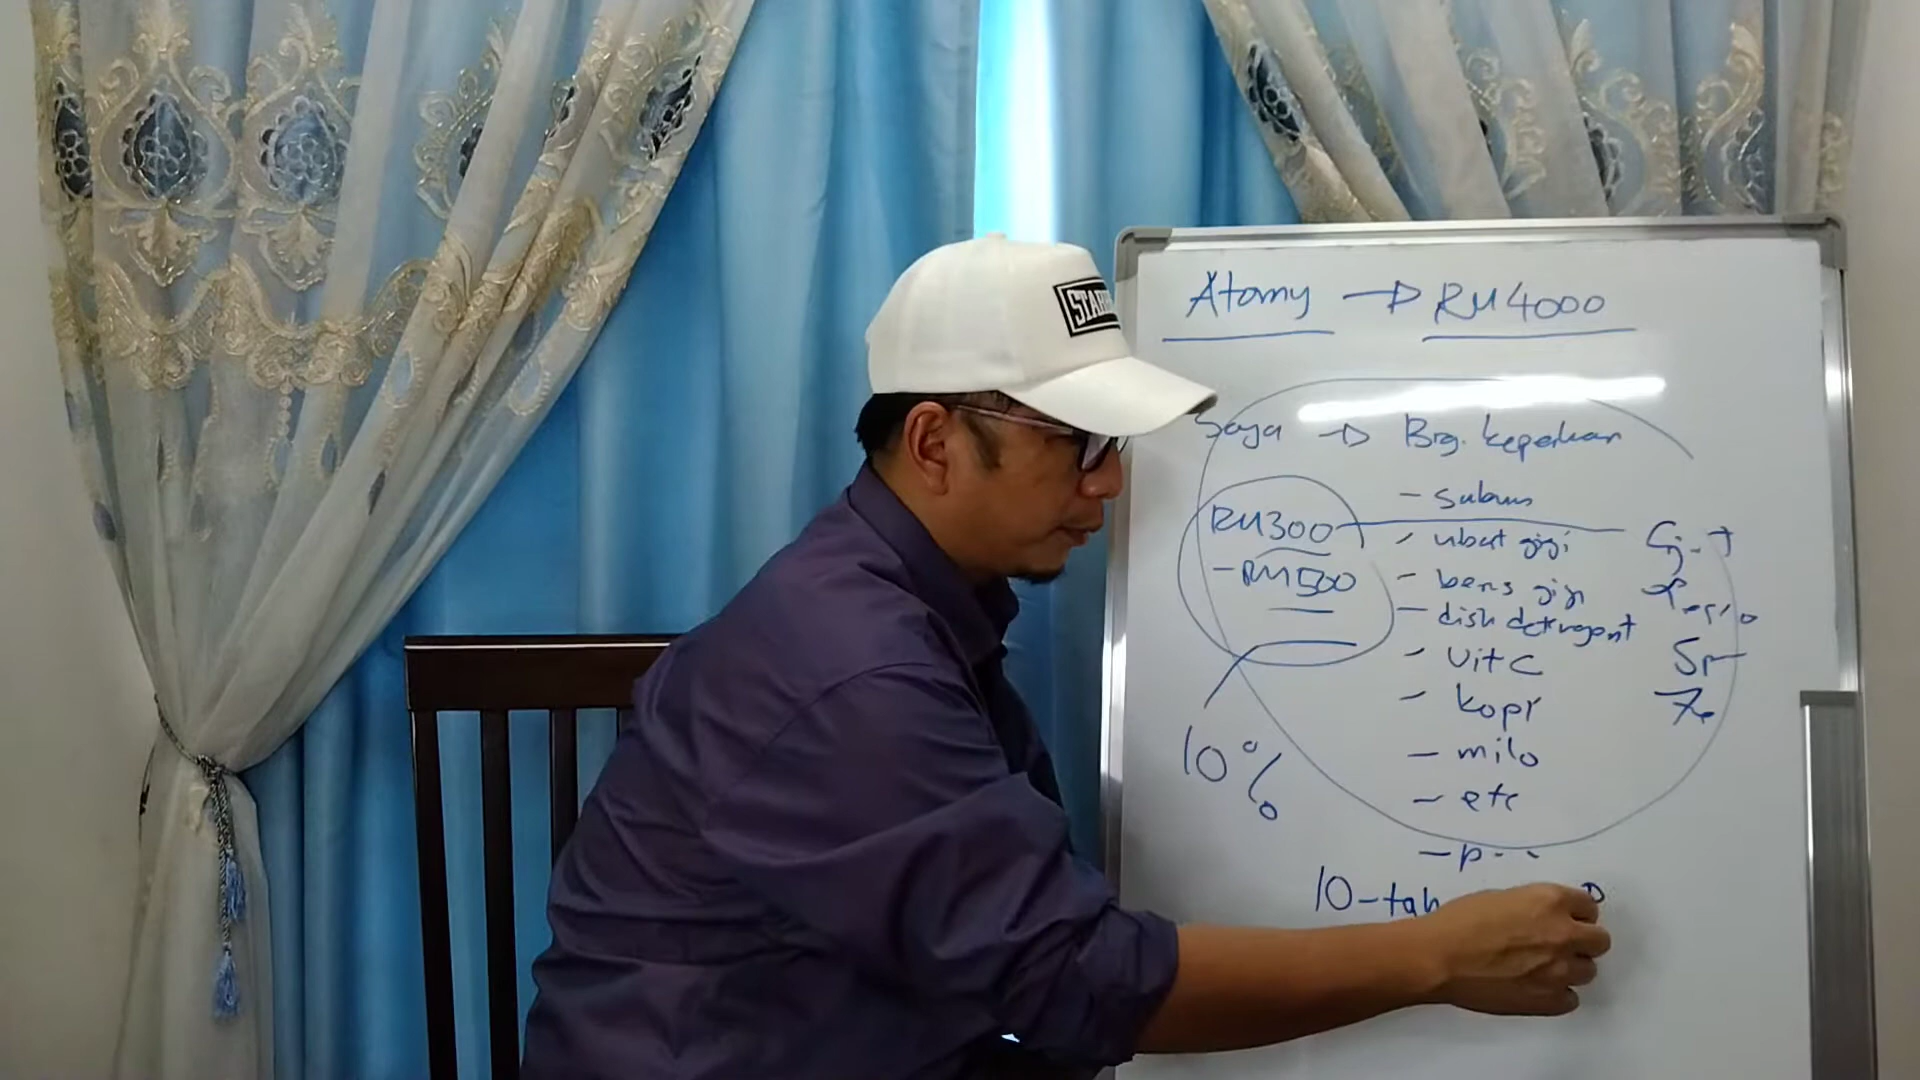 STAR
Atomy → RM4000
Saya → Brg. keperluan
- sabun
RM300
- RM500
- ubat gigi
- berus gigi
- dish detergent
- Vit C
- kopi
- milo
- etc
10%
- p...
10-tah